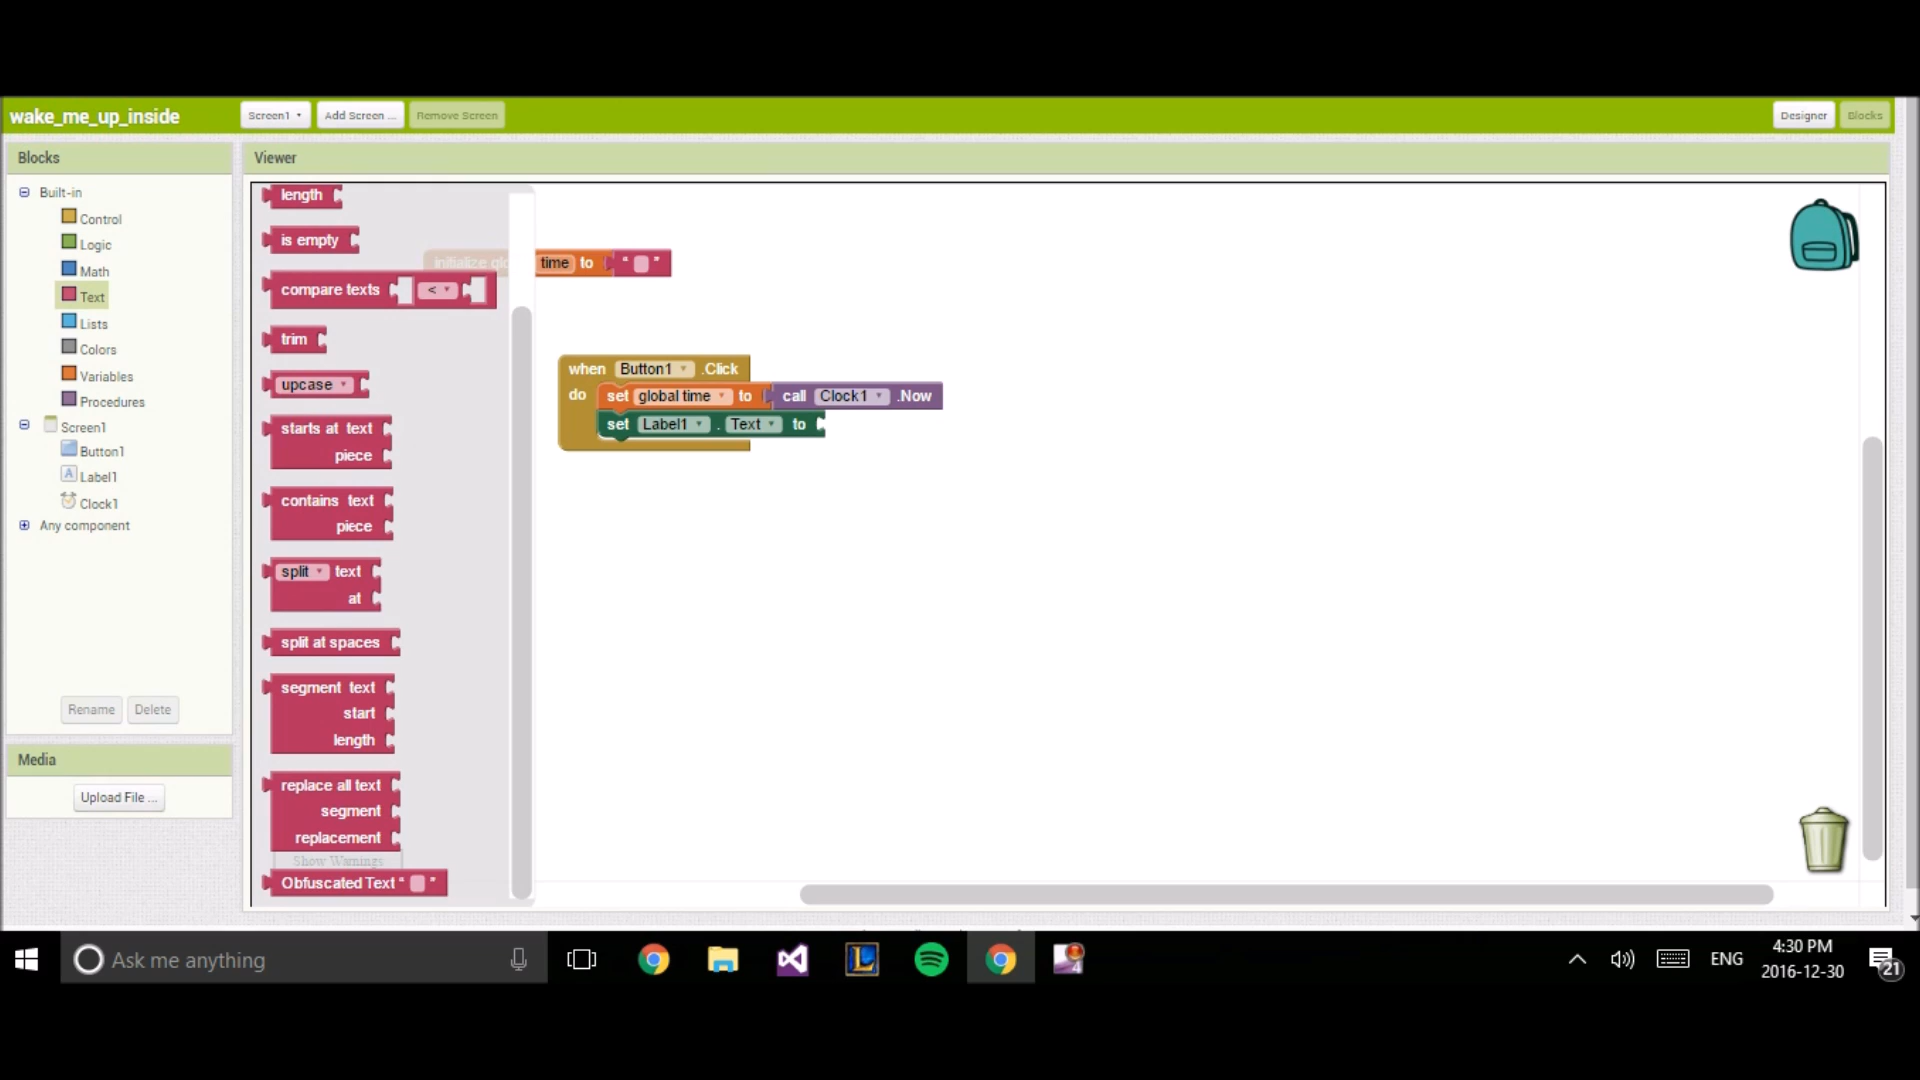 wake_me_up_inside
Screen1
Add Screen ...
Remove Screen
Designer
Blocks
Blocks
Viewer
Built-in
Control
Logic
Math
Text
Lists
Colors
Variables
Procedures
Screen1
Button1
Label1
Clock1
Any component
Rename
Delete
Media
Upload File ...
length
is empty
compare texts <
trim
upcase
starts at text
piece
contains text
piece
split text
at
split at spaces
segment text
start
length
replace all text
segment
replacement
Show Warnings
Obfuscated Text “ ”
initialize glo time to “ ”
when Button1 .Click
do set global time to call Clock1 .Now
set Label1 . Text to
Ask me anything
4
ENG
4:30 PM
2016-12-30
21